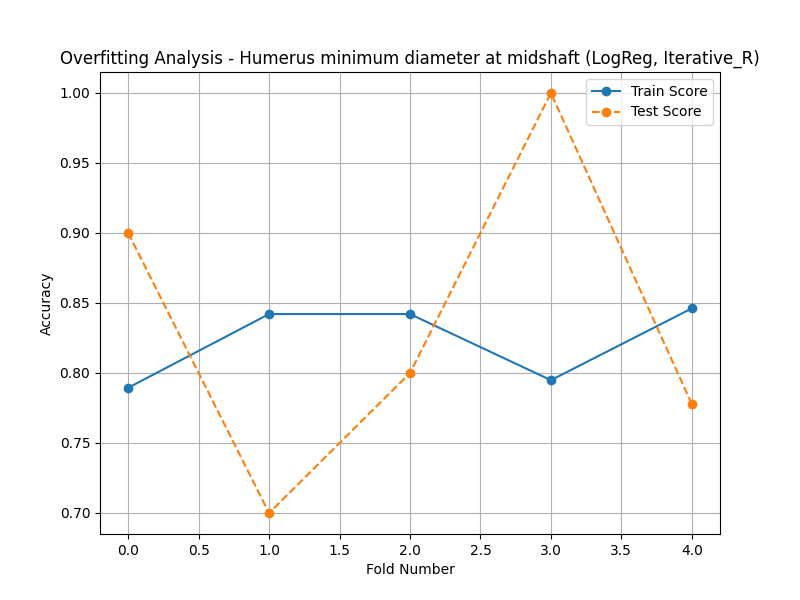 Overfitting Analysis - Humerus minimum diameter at midshaft (LogReg, Iterative_R)
Train Score
Test Score
Accuracy
1.00
0.95
0.90
0.85
0.80
0.75
0.70
0.0 0.5 1.0 1.5 2.0 2.5 3.0 3.5 4.0
Fold Number